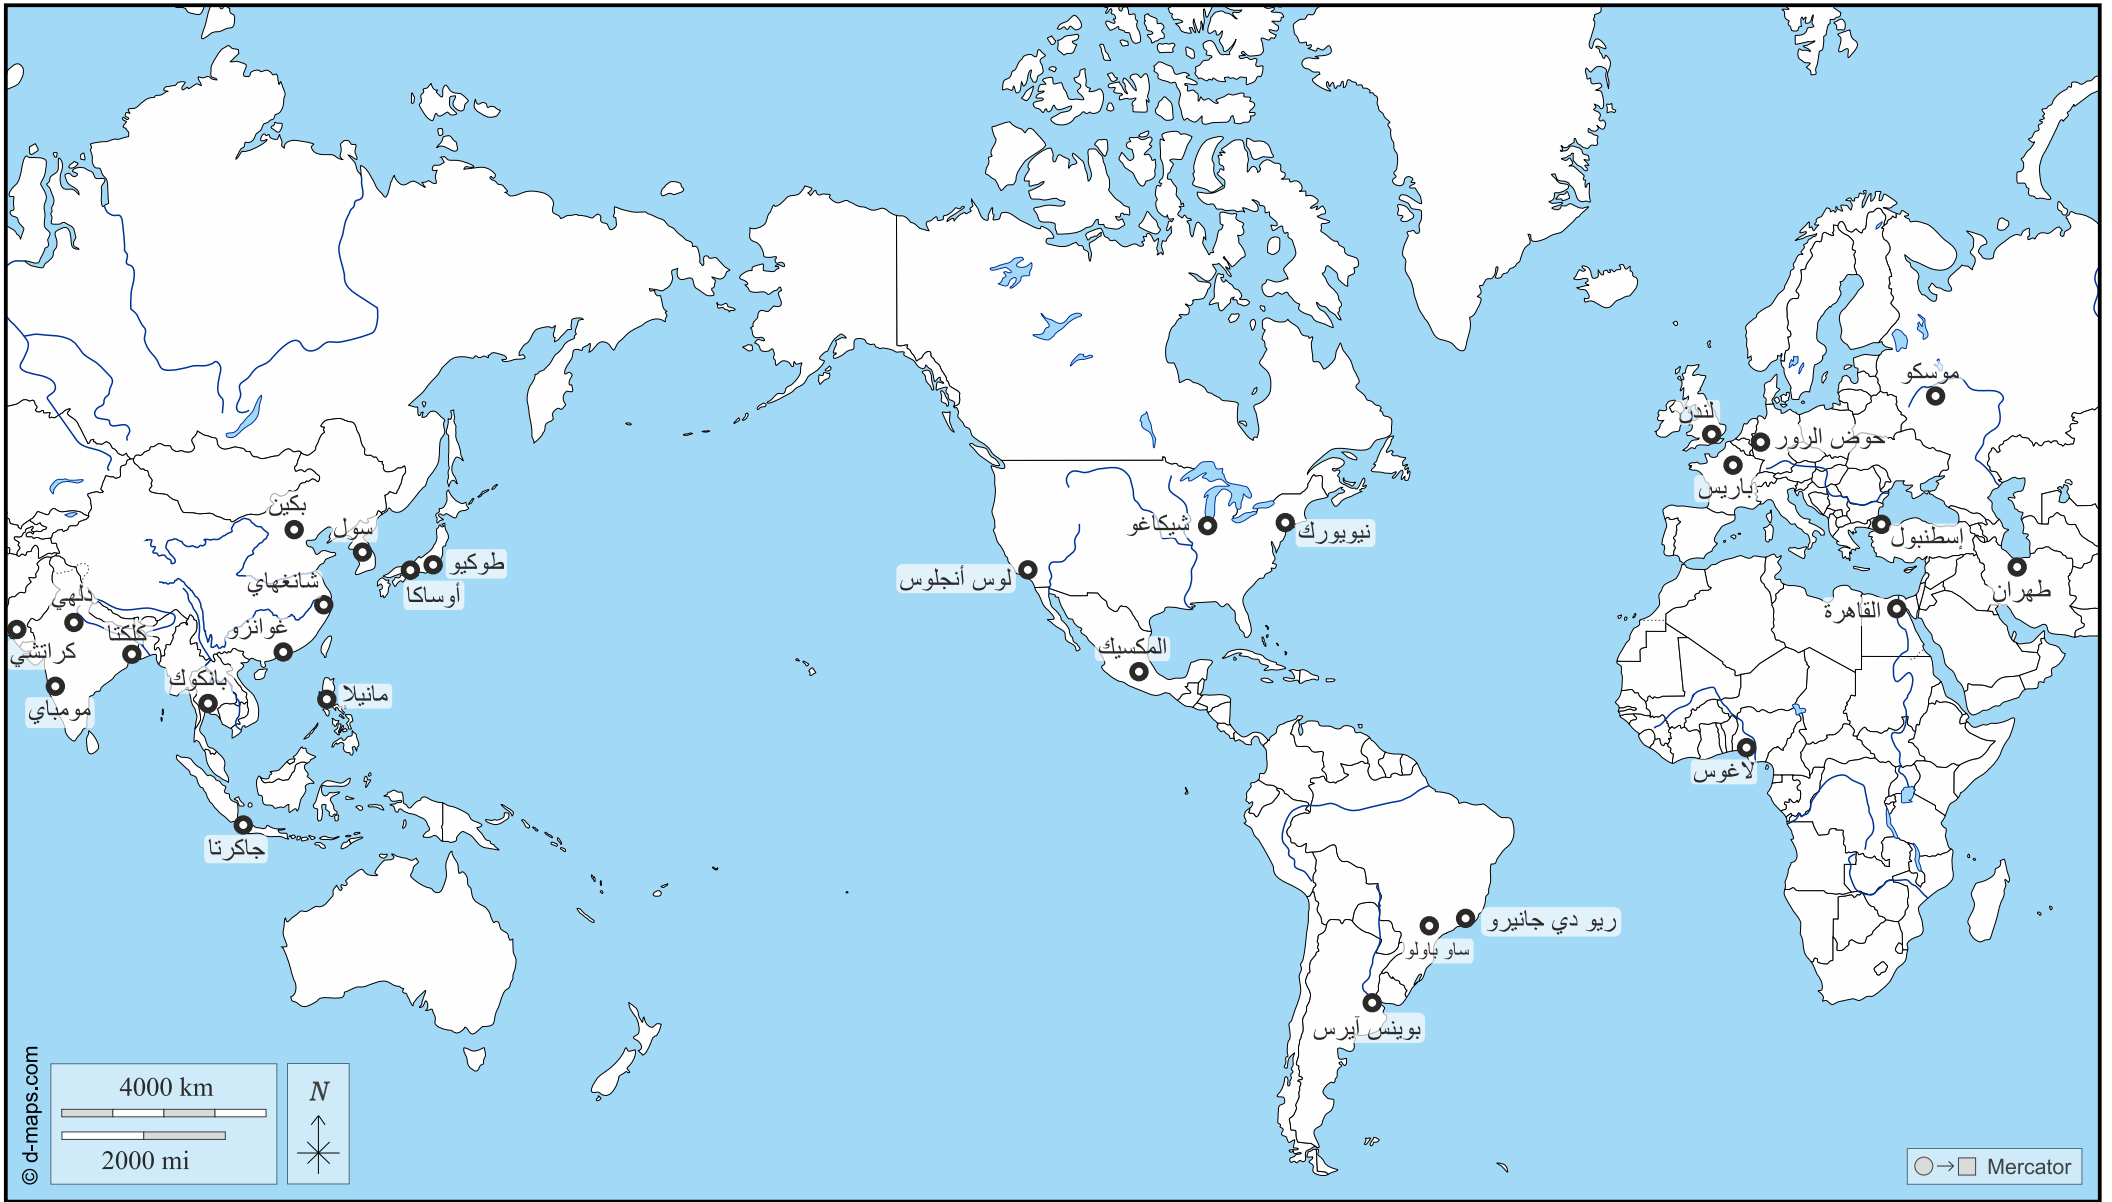 موسكو
لندن
حوض الرور
باريس
بكين
سول
شيكاغو
نيويورك
إسطنبول
طوكيو
لوس أنجلوس
أوساكا
شانغهاي
طهران
دلهي
القاهرة
غوانزو
كلكتا
كراتشي
المكسيك
بانكوك
مانيلا
مومباي
لاغوس
جاكرتا
ريو دي جانيرو
ساو باولو
بوينس آيرس
4000 km
2000 mi
N
© d-maps.com
Mercator